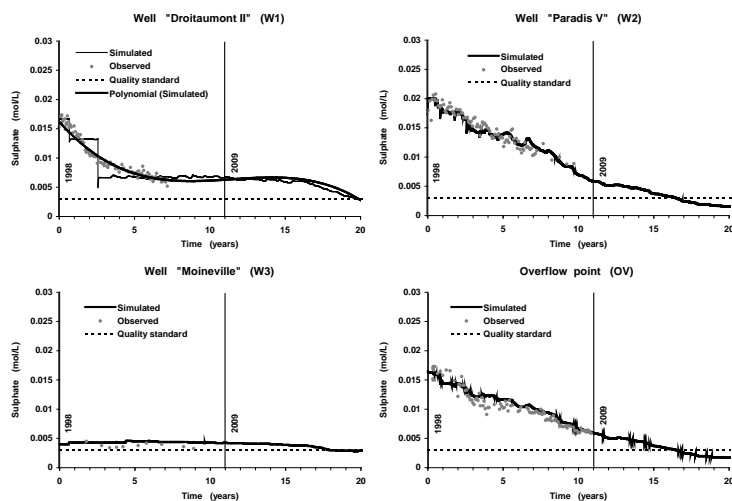 Well "Droitaumont II" (W1)
0.03
0.025
0.02
0.015
0.01
0.005
0
Sulphate (mol/L)
Simulated
Observed
Quality standard
Polynomial (Simulated)
1998
2009
0 5 10 15 20
Time (years)
Well "Paradis V" (W2)
0.03
0.025
0.02
0.015
0.01
0.005
0
Sulphate (mol/L)
Simulated
Observed
Quality standard
1998
2009
0 5 10 15 20
Time (years)
Well "Moineville" (W3)
0.03
0.025
0.02
0.015
0.01
0.005
0
Sulphate (mol/L)
Simulated
Observed
Quality standard
1998
2009
0 5 10 15 20
Time (years)
Overflow point (OV)
0.03
0.025
0.02
0.015
0.01
0.005
0
Sulphate (mol/L)
Simulated
Observed
Quality standard
1998
2009
0 5 10 15 20
Time (years)